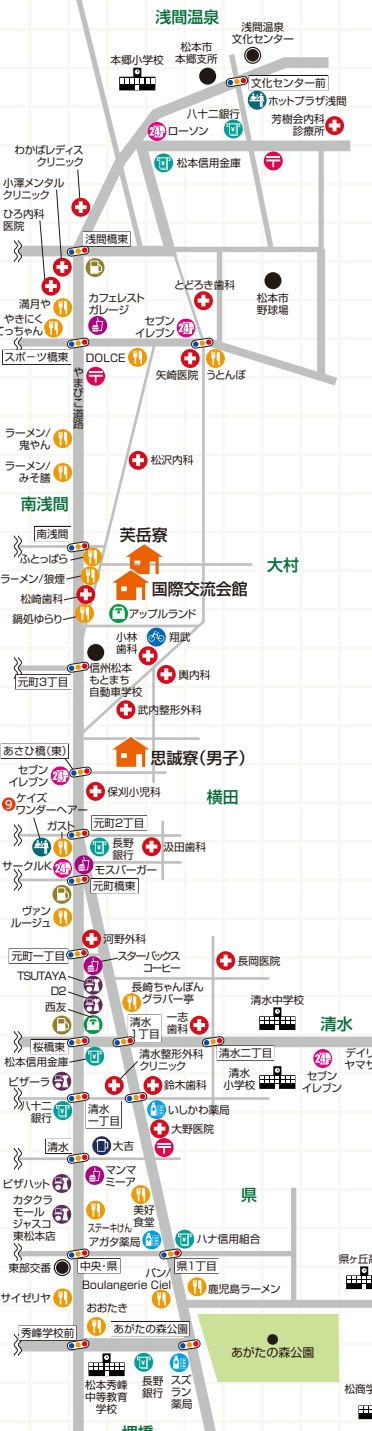 浅間温泉
浅間温泉
文化センター
松本市
本郷支所
本郷小学校
文化センター前
ホットプラザ浅間
八十二銀行
芳樹会内科
診療所
24h
ローソン
松本信用金庫
わかばレディス
クリニック
小澤メンタル
クリニック
ひろ内科
医院
浅間橋東
とどろき歯科
松本市
野球場
満月や
カフェレスト
ガレージ
やきにく
てっちゃん
セブン
イレブン
24h
スポーツ橋東
DOLCE
矢崎医院
うとんぼ
やまびこ道路
ラーメン/
鬼やん
松沢内科
ラーメン/
みそ膳
南浅間
南浅間
芙岳寮
ふとっぱら
大村
ラーメン/狼煙
国際交流会館
松崎歯科
アップルランド
鍋処ゆらり
小林
歯科
翔武
信州松本
もとまち
自動車学校
奥内科
元町3丁目
武内整形外科
あさひ橋(東)
思誠寮(男子)
セブン
イレブン
24h
保刈小児科
横田
9
ケイズ
ワンダーヘアー
元町2丁目
ガスト
長野
銀行
汲田歯科
サークルK
24h
モスバーガー
元町橋東
ヴァン
ルージュ
河野外科
元町一丁目
スターバックス
コーヒー
長岡医院
TSUTAYA
D2
長崎ちゃんぽん
グラバー亭
清水中学校
西友
清水
1丁目
一志
歯科
清水
桜橋東
清水二丁目
松本信用金庫
清水整形外科
クリニック
24h
セブン
イレブン
デイリ
ヤマサ
ピザーラ
鈴木歯科
清水
小学校
八十二
銀行
清水
一丁目
いしかわ薬局
大野医院
清水
大吉
ピザハット
マンマ
ミーア
県
カタクラ
モール
ジャスコ
東松本店
美好
食堂
ステーキけん
アガタ薬局
ハナ信用組合
東部交番
中央・県
県1丁目
県ヶ丘高
パン/
Boulangerie Ciel
鹿児島ラーメン
サイゼリヤ
おおたき
秀峰学校前
あがたの森公園
あがたの森公園
松本秀峰
中等教育
学校
長野
銀行
スズ
ラン
薬局
松商学